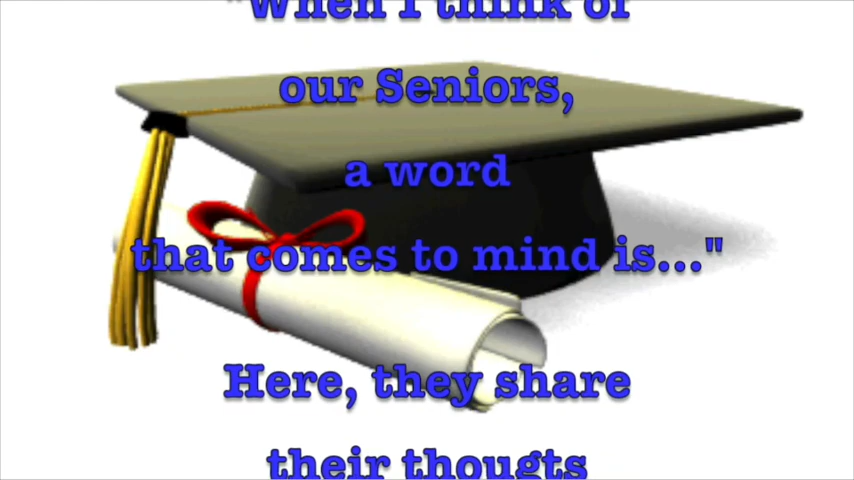 "When I think of
our Seniors,
a word
that comes to mind is..."
Here, they share
their thougts